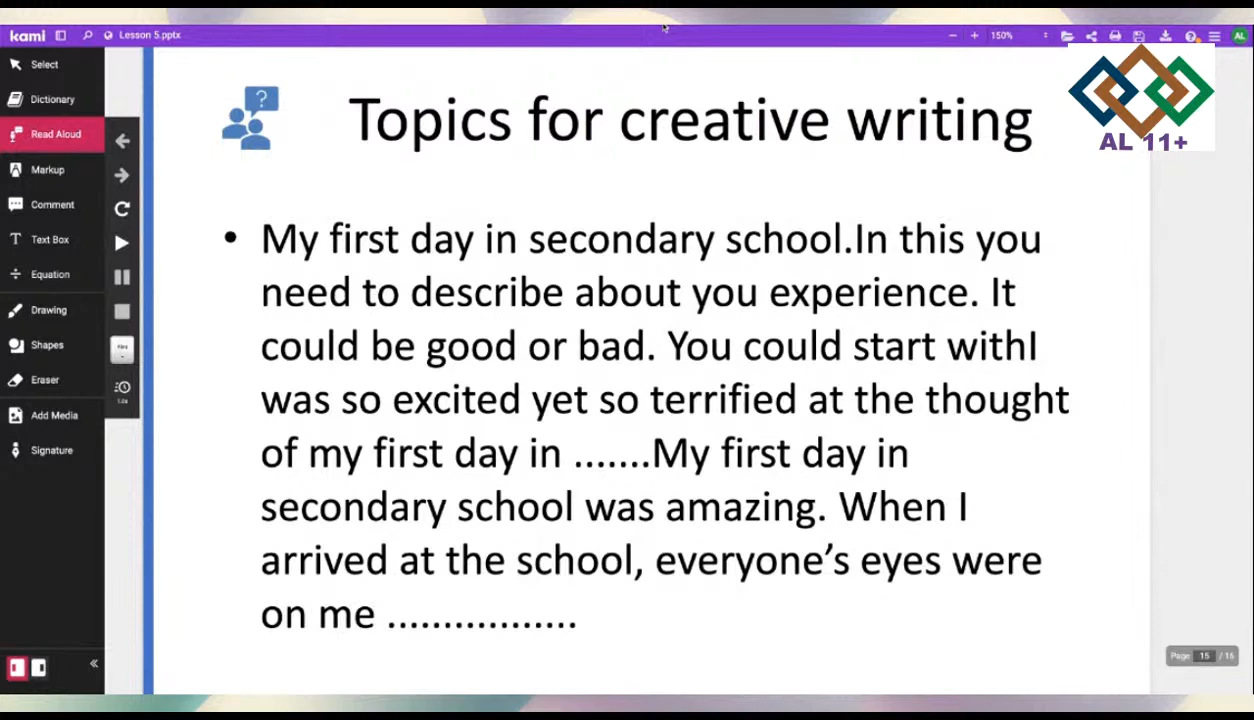 kami Lesson 5.pptx 150% AL
Select
Dictionary
Read Aloud
Markup
Comment
Text Box
Equation
Drawing
Shapes
Eraser
Add Media
Signature
1.0x
AL 11+
Topics for creative writing
• My first day in secondary school.In this you
need to describe about you experience. It
could be good or bad. You could start withI
was so excited yet so terrified at the thought
of my first day in .......My first day in
secondary school was amazing. When I
arrived at the school, everyone’s eyes were
on me .................
Page 15 / 16